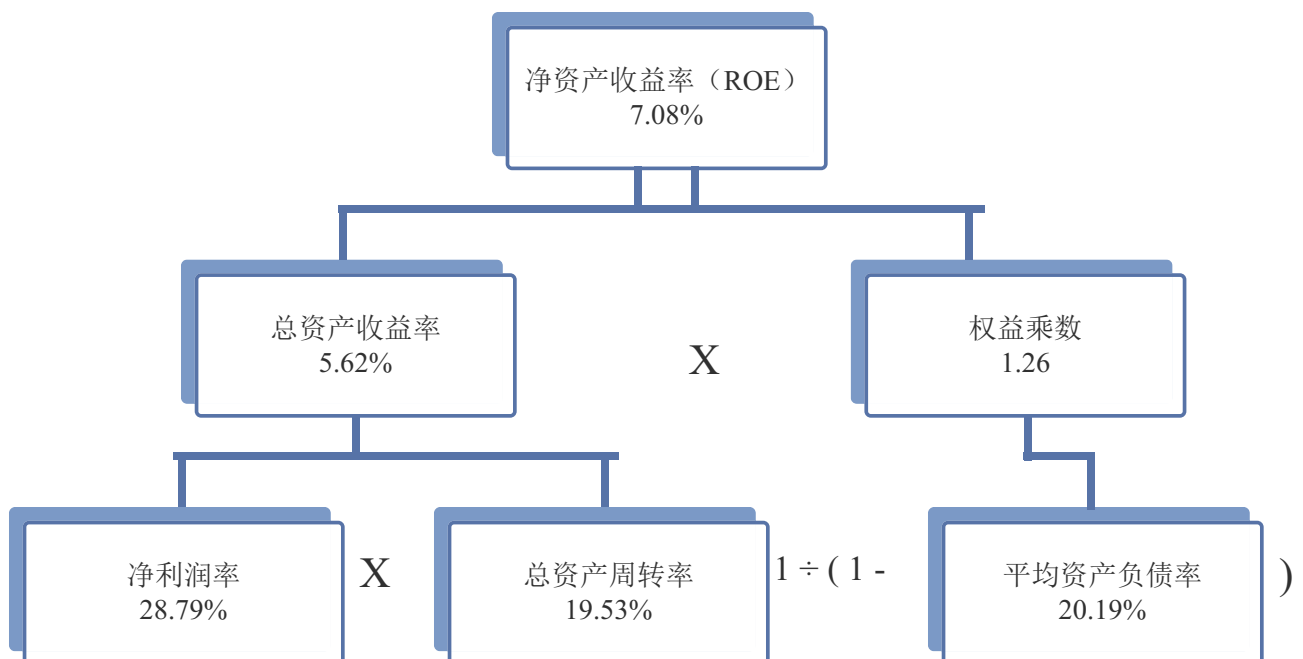 净资产收益率（ROE）
7.08%
总资产收益率
5.62%
X
权益乘数
1.26
净利润率
28.79%
X
总资产周转率
19.53%
1 ÷ ( 1 -
平均资产负债率
20.19%
)